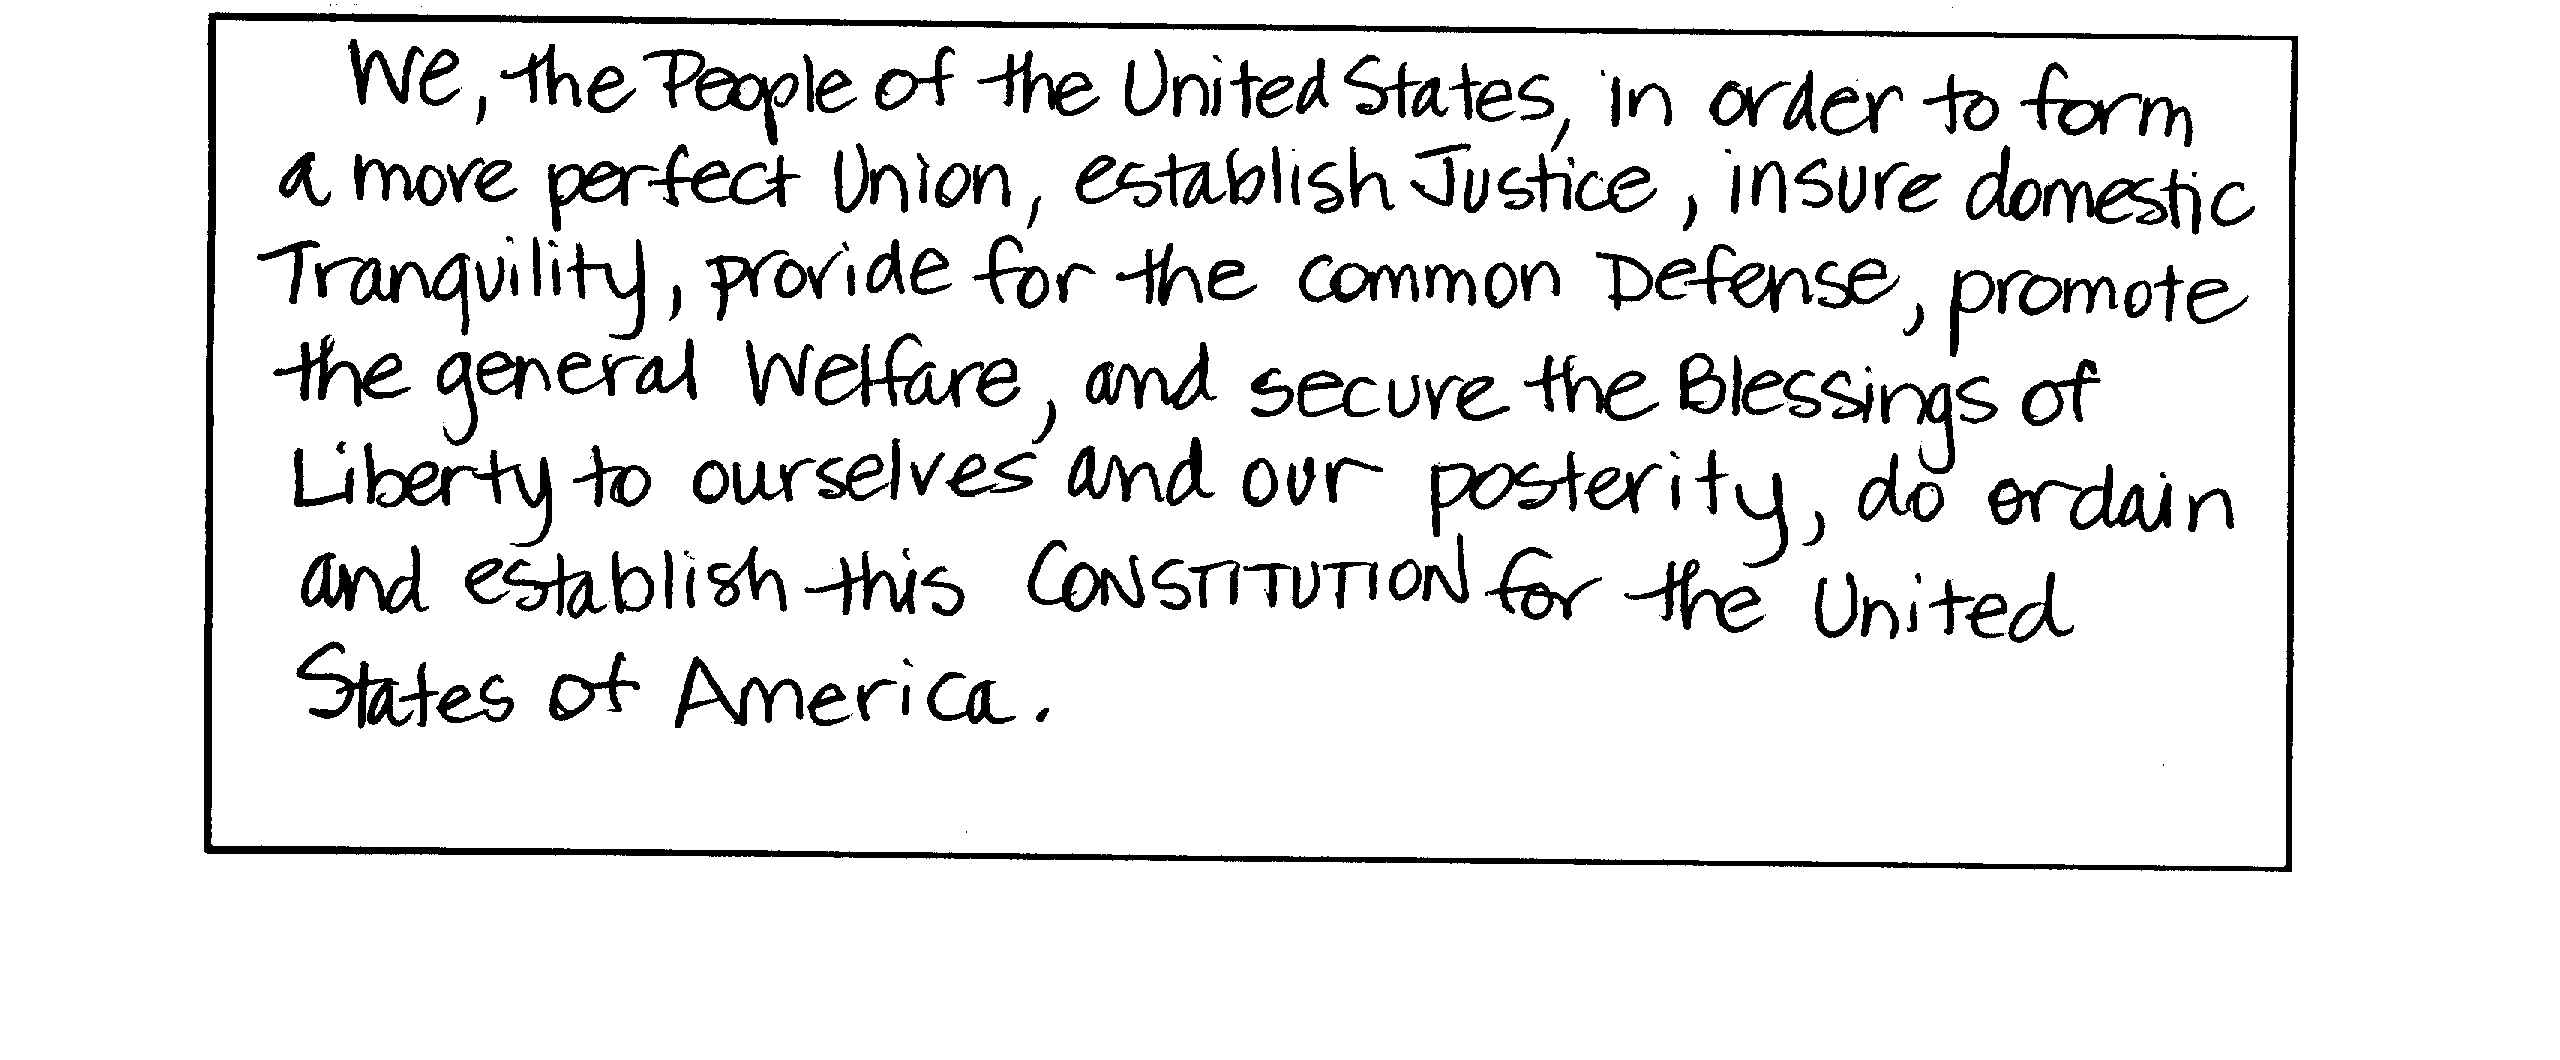 We, the People of the United States, in order to form
a more perfect Union, establish Justice, insure domestic
Tranquility, provide for the common Defense, promote
the general Welfare, and secure the Blessings of
Liberty to ourselves and our posterity, do ordain
and establish this CONSTITUTION for the United
States of America.